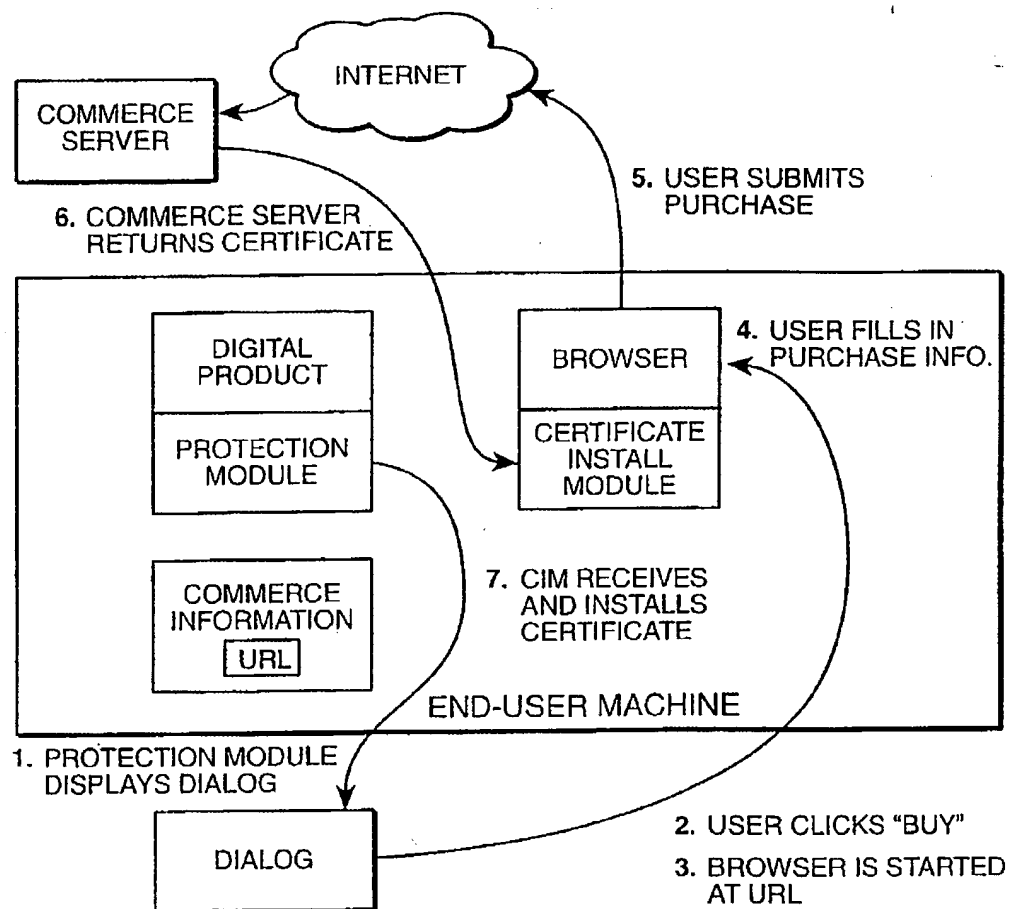 INTERNET
COMMERCE
SERVER
5. USER SUBMITS
PURCHASE
6. COMMERCE SERVER
RETURNS CERTIFICATE
DIGITAL
PRODUCT
PROTECTION
MODULE
BROWSER
CERTIFICATE
INSTALL
MODULE
4. USER FILLS IN
PURCHASE INFO.
COMMERCE
INFORMATION
URL
7. CIM RECEIVES
AND INSTALLS
CERTIFICATE
END-USER MACHINE
1. PROTECTION MODULE
DISPLAYS DIALOG
DIALOG
2. USER CLICKS "BUY"
3. BROWSER IS STARTED
AT URL